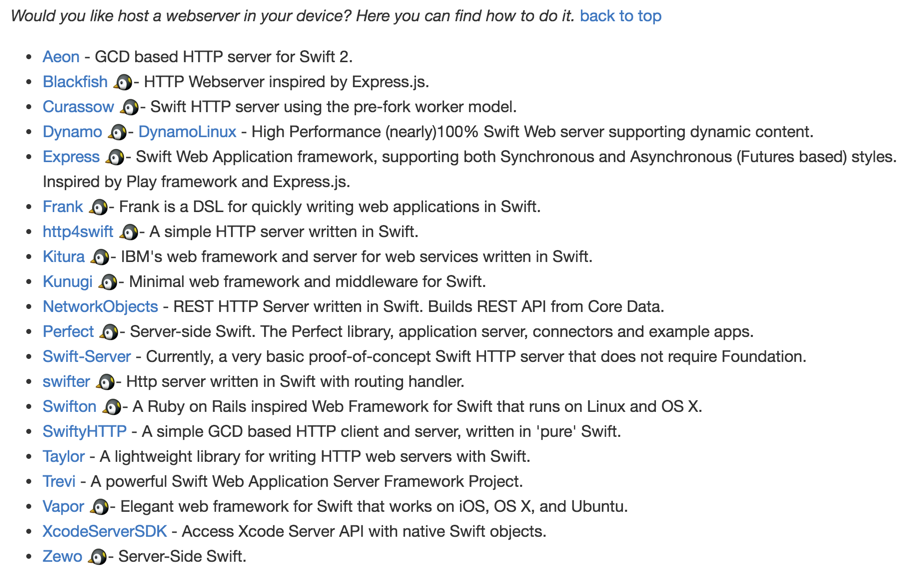 Would you like host a webserver in your device? Here you can find how to do it. back to top
• Aeon - GCD based HTTP server for Swift 2.
• Blackfish 🐧- HTTP Webserver inspired by Express.js.
• Curassow 🐧- Swift HTTP server using the pre-fork worker model.
• Dynamo 🐧- DynamoLinux - High Performance (nearly)100% Swift Web server supporting dynamic content.
• Express 🐧- Swift Web Application framework, supporting both Synchronous and Asynchronous (Futures based) styles.
Inspired by Play framework and Express.js.
• Frank 🐧- Frank is a DSL for quickly writing web applications in Swift.
• http4swift 🐧- A simple HTTP server written in Swift.
• Kitura 🐧- IBM's web framework and server for web services written in Swift.
• Kunugi 🐧- Minimal web framework and middleware for Swift.
• NetworkObjects - REST HTTP Server written in Swift. Builds REST API from Core Data.
• Perfect 🐧- Server-side Swift. The Perfect library, application server, connectors and example apps.
• Swift-Server - Currently, a very basic proof-of-concept Swift HTTP server that does not require Foundation.
• swifter 🐧- Http server written in Swift with routing handler.
• Swifton 🐧- A Ruby on Rails inspired Web Framework for Swift that runs on Linux and OS X.
• SwiftyHTTP - A simple GCD based HTTP client and server, written in 'pure' Swift.
• Taylor - A lightweight library for writing HTTP web servers with Swift.
• Trevi - A powerful Swift Web Application Server Framework Project.
• Vapor 🐧- Elegant web framework for Swift that works on iOS, OS X, and Ubuntu.
• XcodeServerSDK - Access Xcode Server API with native Swift objects.
• Zewo 🐧- Server-Side Swift.